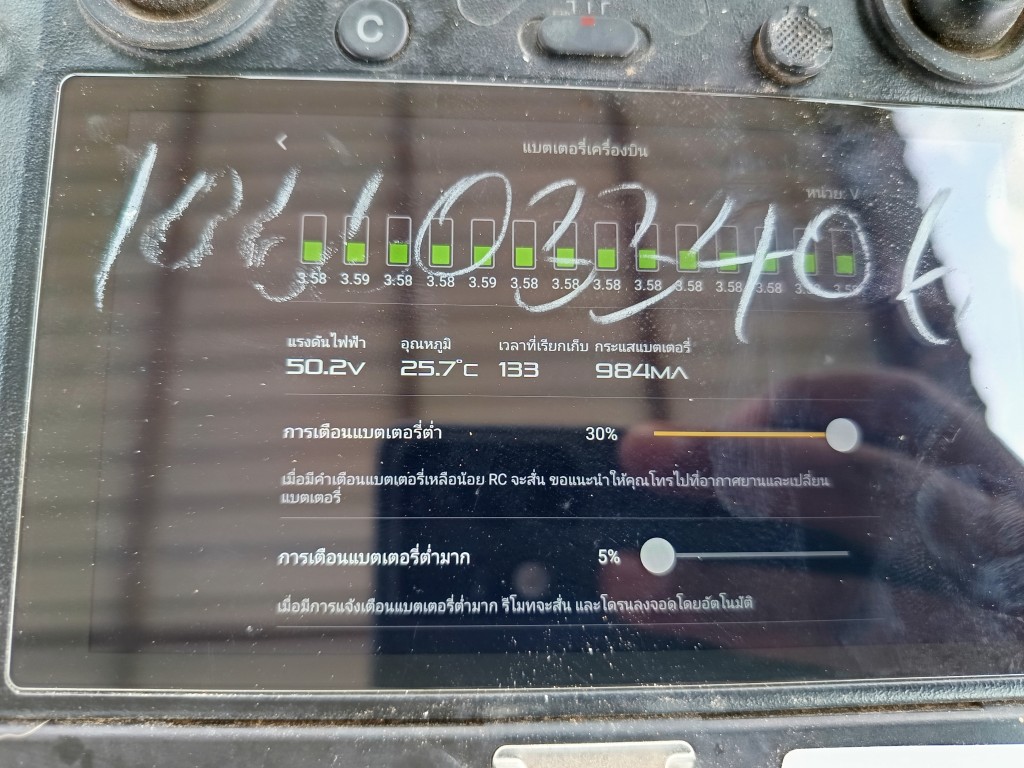 C
<
แบตเตอรี่เครื่องบิน
หน่วย: V
3.58 3.59 3.58 3.58 3.59 3.58 3.58 3.58 3.58 3.58 3.58 3.58
แรงดันไฟฟ้า อุณหภูมิ เวลาที่เรียกเก็บ กระแสแบตเตอรี่
50.2V 25.7°C 133 984MA
การเตือนแบตเตอรี่ต่ำ 30%
เมื่อมีคำเตือนแบตเตอรี่เหลือน้อย RC จะสั่น ขอแนะนำให้คุณโทรไปที่อากาศยานและเปลี่ยน
แบตเตอรี่
การเตือนแบตเตอรี่ต่ำมาก 5%
เมื่อมีการแจ้งเตือนแบตเตอรี่ต่ำมาก รีโมทจะสั่น และโดรนลงจอดโดยอัตโนมัติ